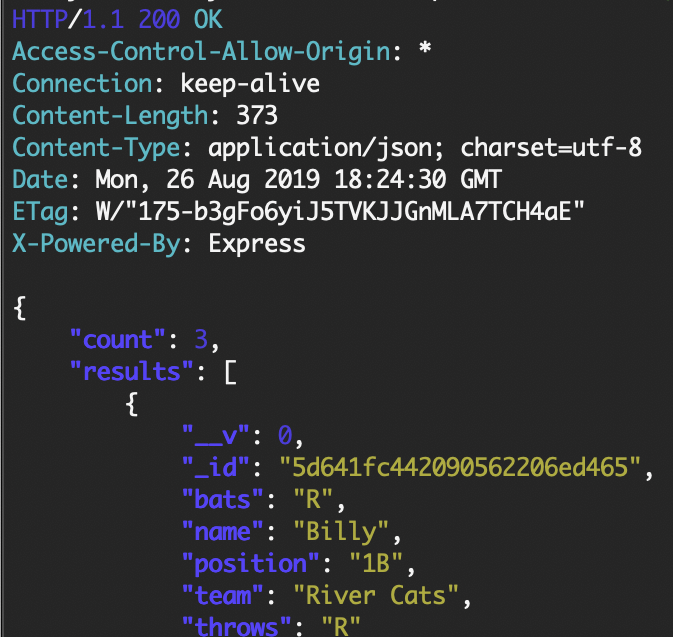 HTTP/1.1 200 OK
Access-Control-Allow-Origin: *
Connection: keep-alive
Content-Length: 373
Content-Type: application/json; charset=utf-8
Date: Mon, 26 Aug 2019 18:24:30 GMT
ETag: W/"175-b3gFo6yiJ5TVKJJGnMLA7TCH4aE"
X-Powered-By: Express

{
    "count": 3,
    "results": [
        {
            "__v": 0,
            "_id": "5d641fc442090562206ed465",
            "bats": "R",
            "name": "Billy",
            "position": "1B",
            "team": "River Cats",
            "throws": "R"